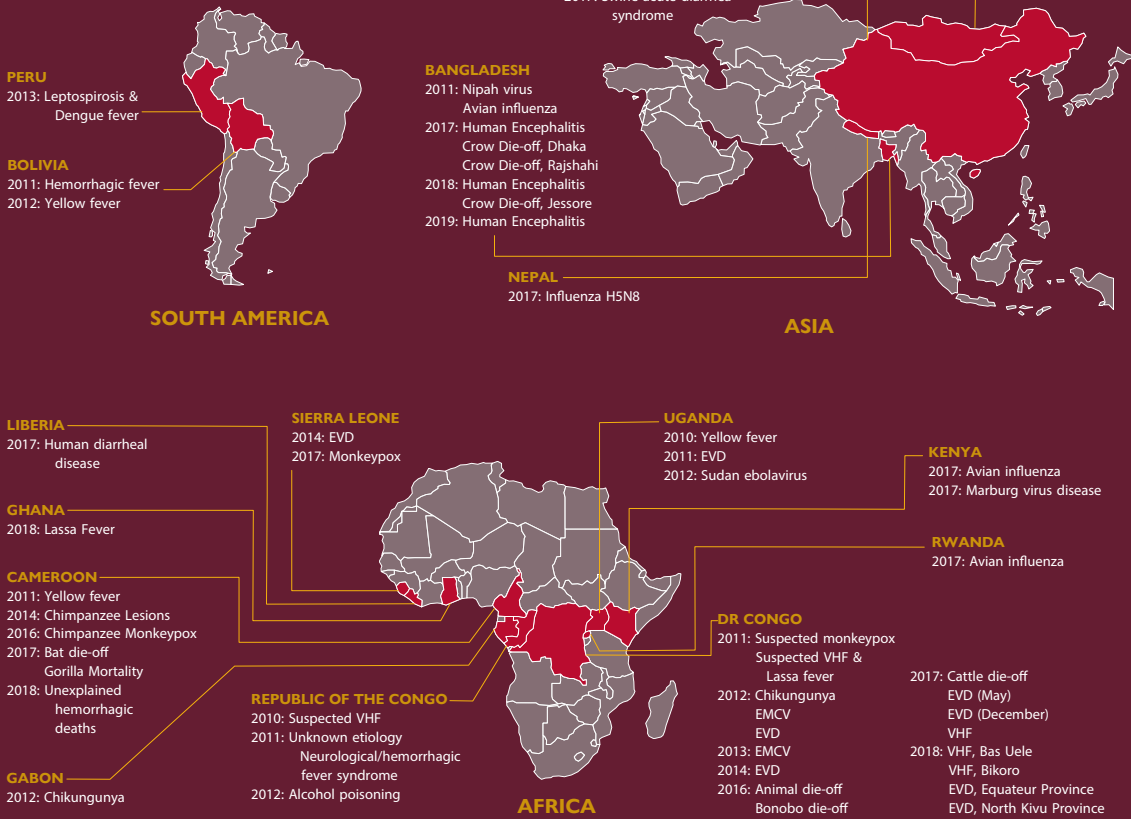 syndrome
PERU
2013: Leptospirosis &
Dengue fever
BOLIVIA
2011: Hemorrhagic fever
2012: Yellow fever
SOUTH AMERICA
BANGLADESH
2011: Nipah virus
Avian influenza
2017: Human Encephalitis
Crow Die-off, Dhaka
Crow Die-off, Rajshahi
2018: Human Encephalitis
Crow Die-off, Jessore
2019: Human Encephalitis
NEPAL
2017: Influenza H5N8
ASIA
LIBERIA
2017: Human diarrheal
disease
GHANA
2018: Lassa Fever
CAMEROON
2011: Yellow fever
2014: Chimpanzee Lesions
2016: Chimpanzee Monkeypox
2017: Bat die-off
Gorilla Mortality
2018: Unexplained
hemorrhagic
deaths
GABON
2012: Chikungunya
SIERRA LEONE
2014: EVD
2017: Monkeypox
REPUBLIC OF THE CONGO
2010: Suspected VHF
2011: Unknown etiology
Neurological/hemorrhagic
fever syndrome
2012: Alcohol poisoning
UGANDA
2010: Yellow fever
2011: EVD
2012: Sudan ebolavirus
KENYA
2017: Avian influenza
2017: Marburg virus disease
RWANDA
2017: Avian influenza
DR CONGO
2011: Suspected monkeypox
Suspected VHF &
Lassa fever
2012: Chikungunya
EMCV
EVD
2013: EMCV
2014: EVD
2016: Animal die-off
Bonobo die-off
2017: Cattle die-off
EVD (May)
EVD (December)
VHF
2018: VHF, Bas Uele
VHF, Bikoro
EVD, Equateur Province
EVD, North Kivu Province
AFRICA